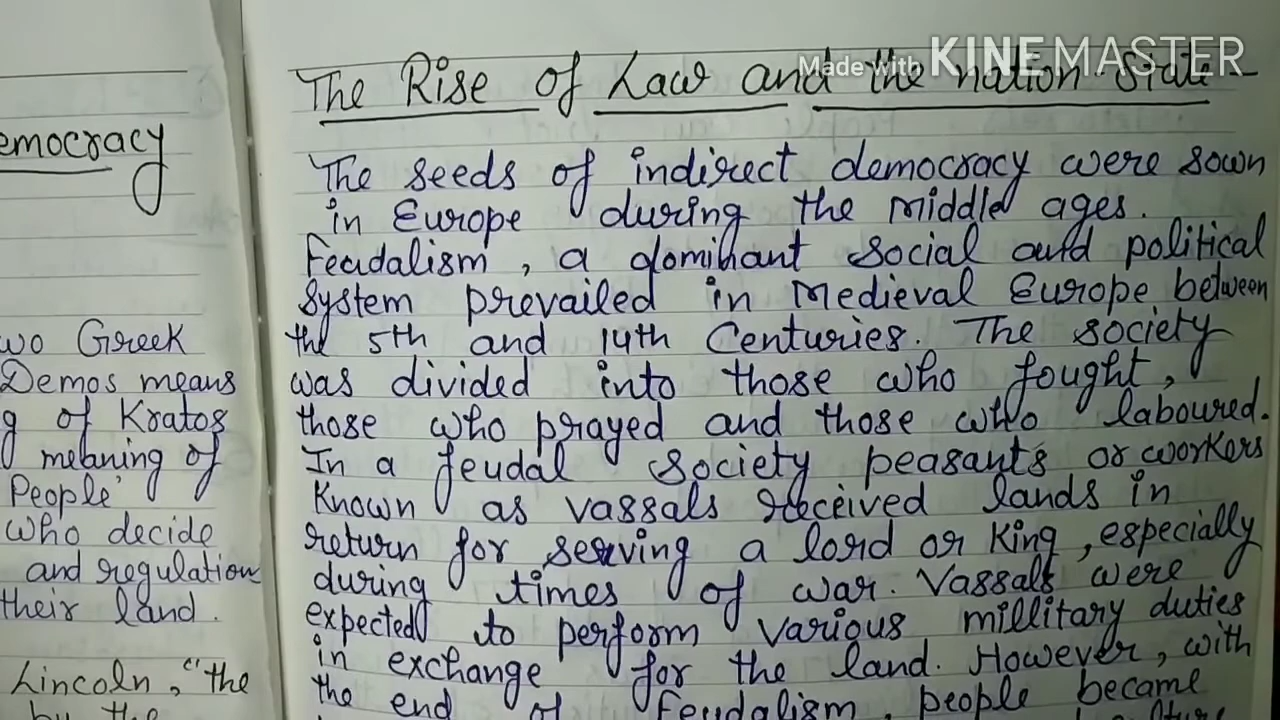 Made with KINEMASTER
emocracy
wo Greek
Demos means
g of Kratos
meaning of
People'
who decide
and regulation
their land.
Lincoln, "the
by the
The Rise of Law and the nation-State-
The seeds of indirect democracy were sown
in Europe during the Middle ages.
Feudalism, a dominant social and political
system prevailed in Medieval Europe between
the 5th and 14th Centuries. The society
was divided into those who fought,
those who prayed and those who laboured.
In a feudal society peasants or workers
Known as vassals received lands in
return for serving a lord or King, especially
during times of war. Vassals were
expected to perform various millitary duties
in exchange for the land. However, with
the end of Feudalism, people became